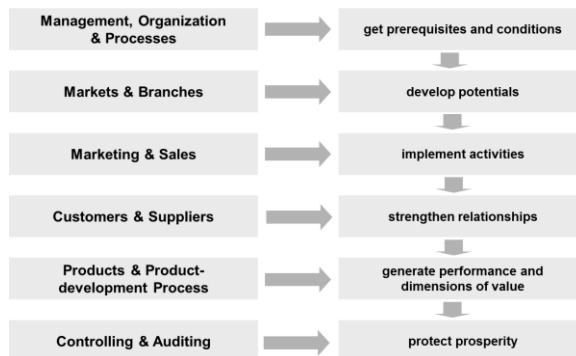 Management, Organization
& Processes
get prerequisites and conditions
Markets & Branches
develop potentials
Marketing & Sales
implement activities
Customers & Suppliers
strengthen relationships
Products & Product-
development Process
generate performance and
dimensions of value
Controlling & Auditing
protect prosperity